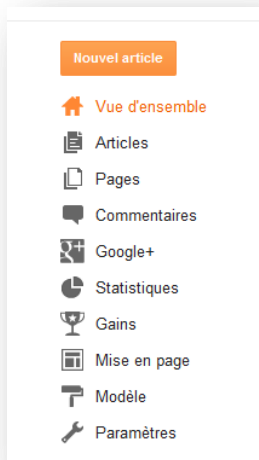 Nouvel article
Vue d'ensemble
Articles
Pages
Commentaires
Google+
Statistiques
Gains
Mise en page
Modèle
Paramètres